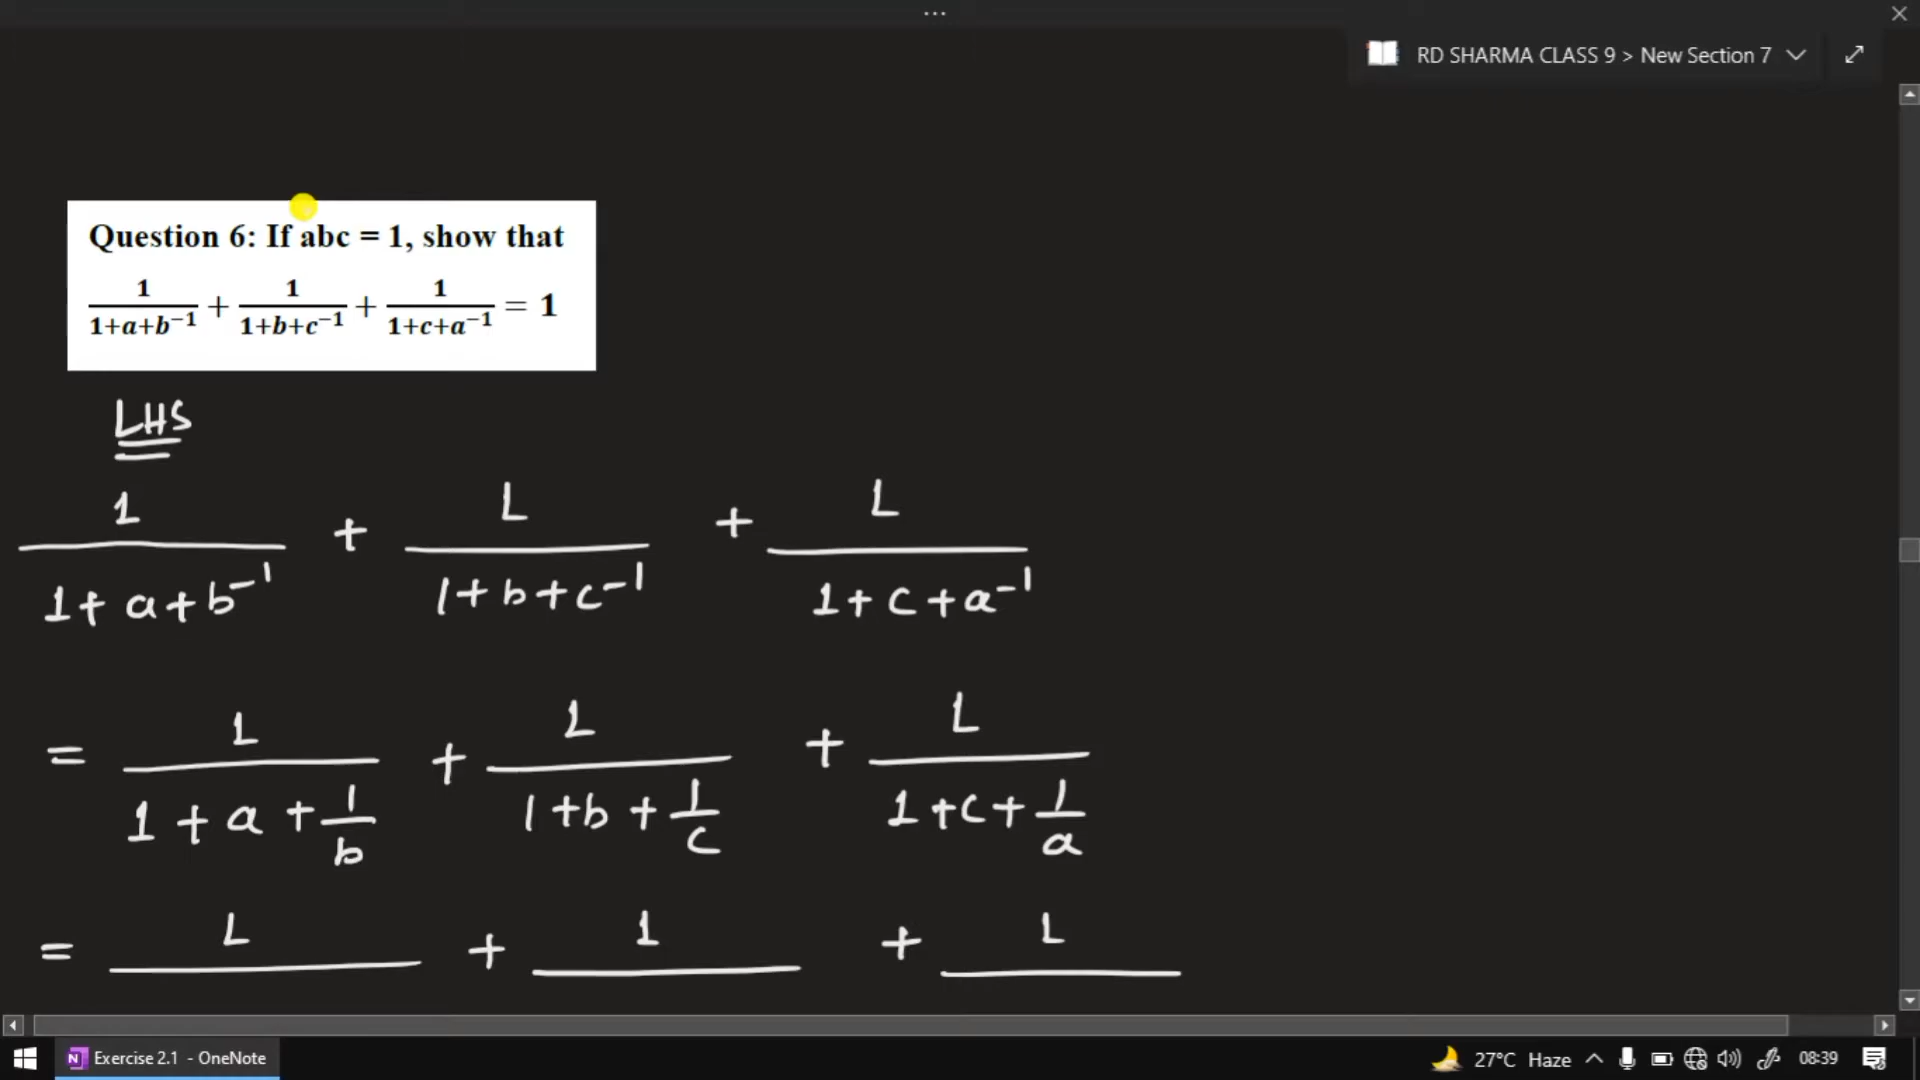 ...
RD SHARMA CLASS 9 > New Section 7
Question 6: If abc = 1, show that
1/(1+a+b⁻¹) + 1/(1+b+c⁻¹) + 1/(1+c+a⁻¹) = 1
LHS
1/(1+a+b⁻¹) + 1/(1+b+c⁻¹) + 1/(1+c+a⁻¹)
= 1/(1+a+1/b) + 1/(1+b+1/c) + 1/(1+c+1/a)
= 1/ + 1/ + 1/
Exercise 2.1 - OneNote
27°C Haze
08:39